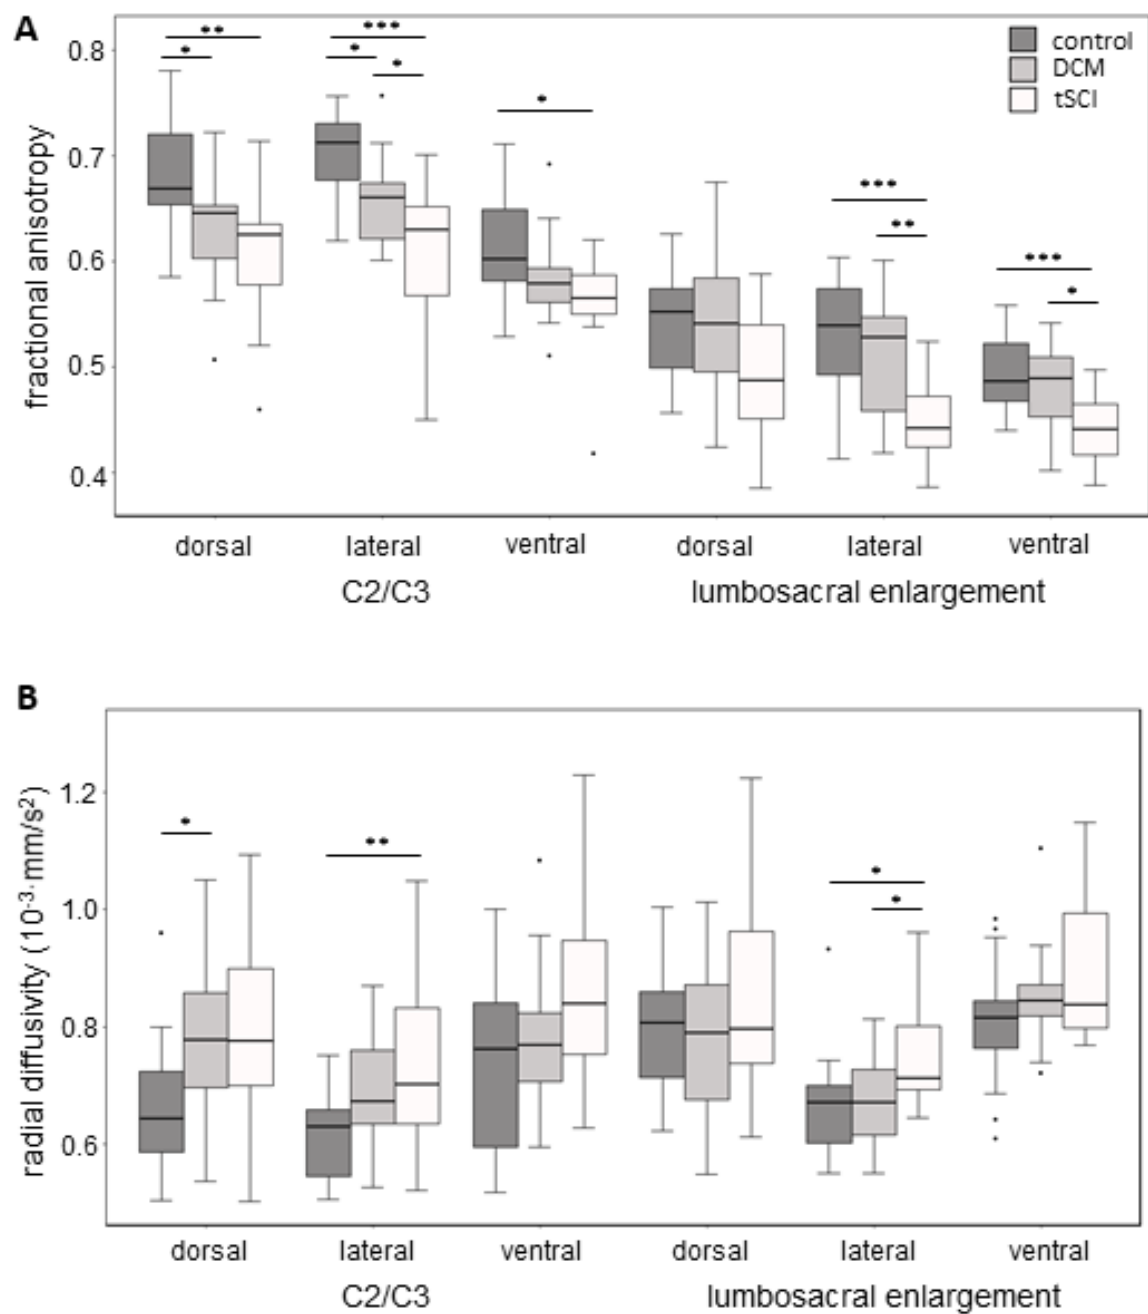 A
** *** control
* * * DCM
* tSCI
0.8
0.7
0.6
0.5
0.4
fractional anisotropy
*** **
*** *
dorsal lateral ventral dorsal lateral ventral
C2/C3 lumbosacral enlargement
B
1.2
1.0
0.8
0.6
radial diffusivity (10⁻³·mm/s²)
* ** * *
dorsal lateral ventral dorsal lateral ventral
C2/C3 lumbosacral enlargement